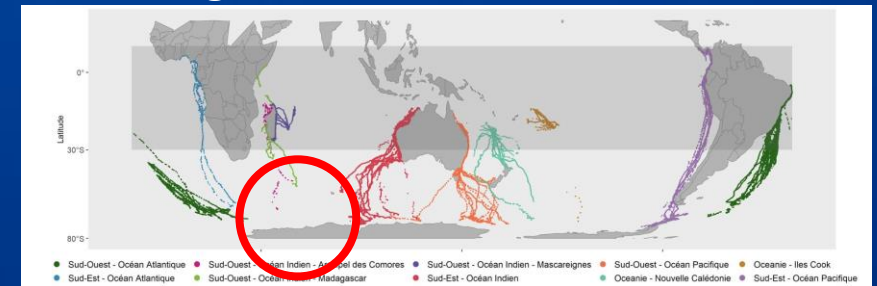 0°
Latitude
30°S
60°S
Sud-Ouest - Océan Atlantique Sud-Ouest - Océan Indien - Archipel des Comores Sud-Ouest - Océan Indien - Mascareignes Sud-Ouest - Océan Pacifique Oceanie - Iles Cook
Sud-Est - Océan Atlantique Sud-Ouest - Océan Indien - Madagascar Sud-Est - Océan Indien Oceanie - Nouvelle Calédonie Sud-Est - Océan Pacifique